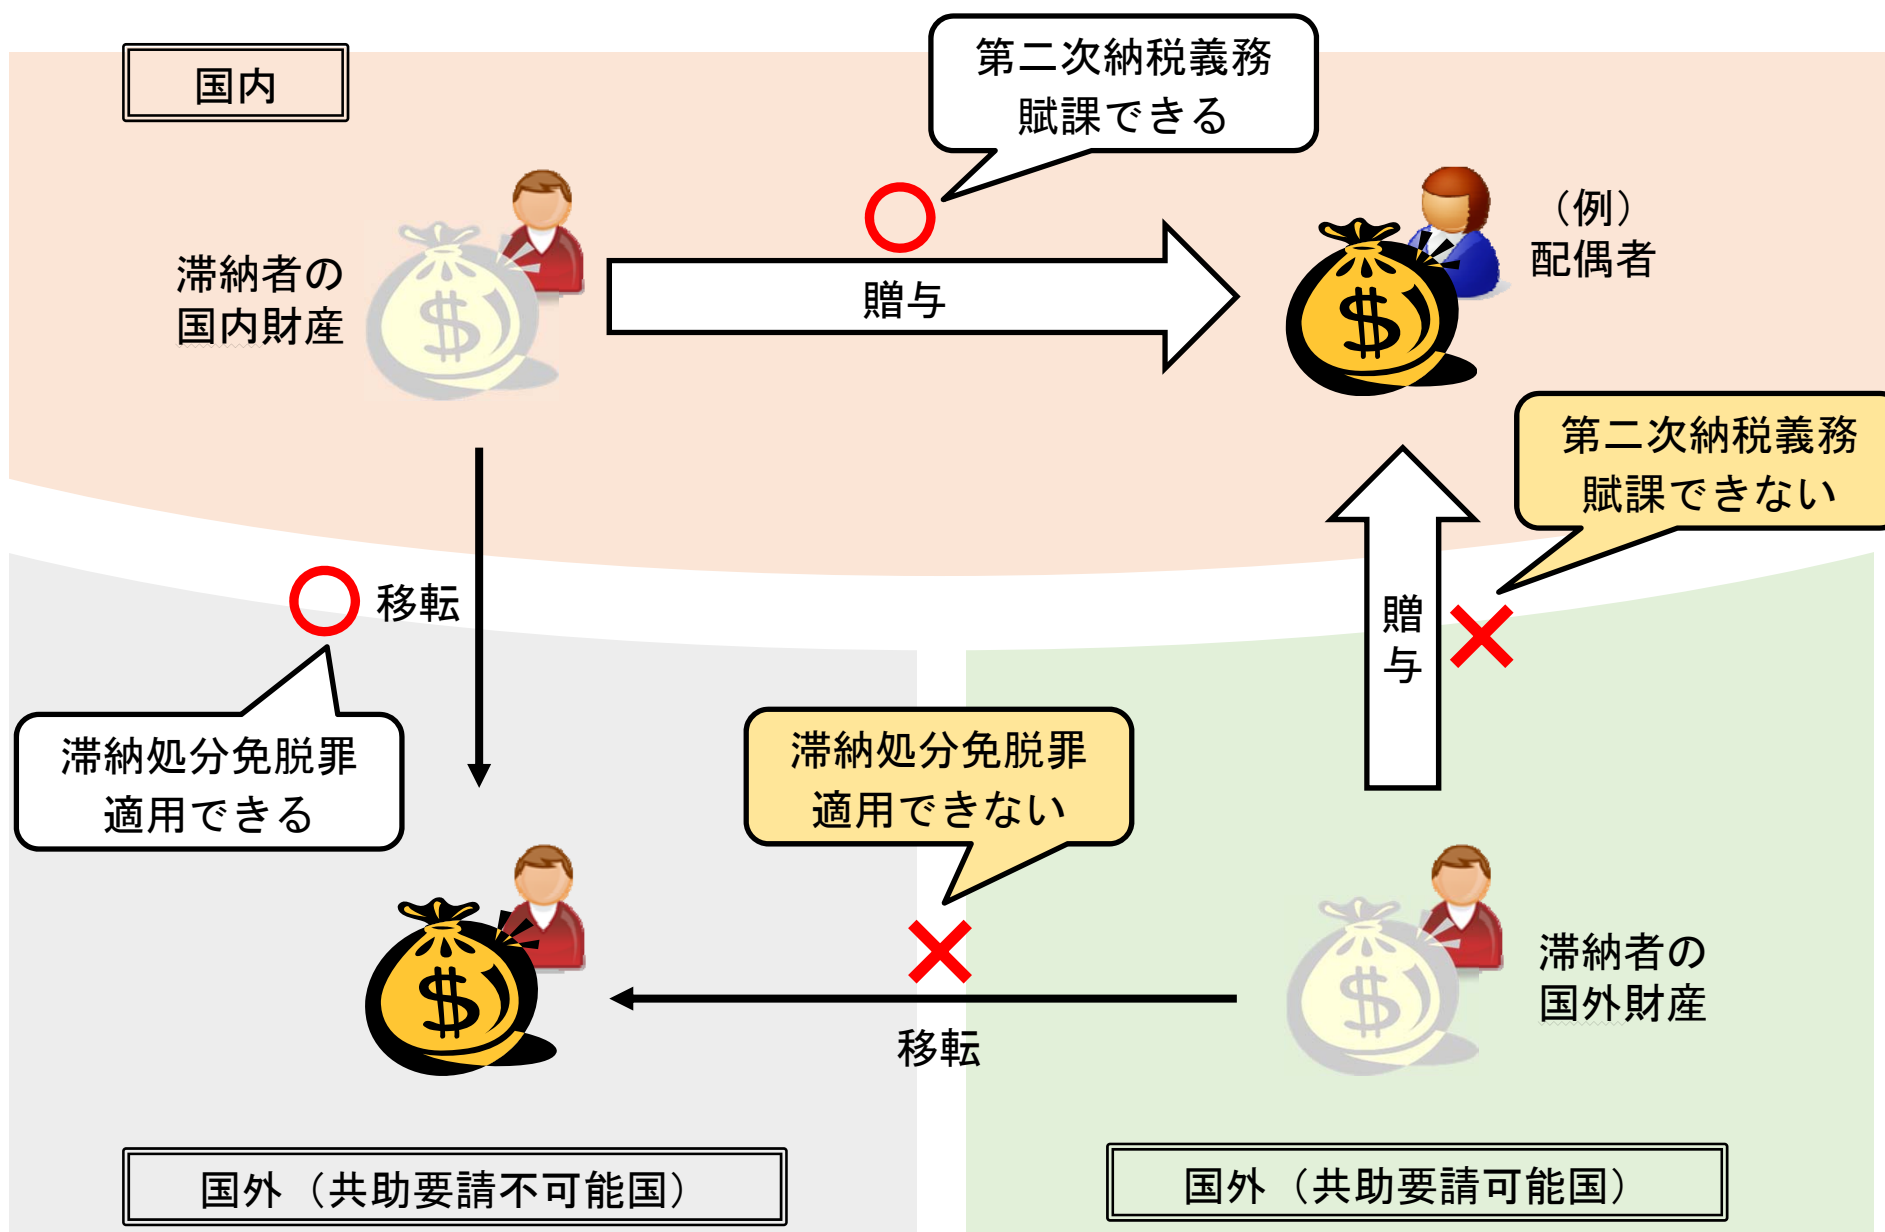 国内
第二次納税義務
賦課できる
滞納者の
国内財産
贈与
（例）
配偶者
第二次納税義務
賦課できない
移転
贈与
滞納処分免脱罪
適用できる
滞納処分免脱罪
適用できない
移転
滞納者の
国外財産
国外（共助要請不可能国）
国外（共助要請可能国）